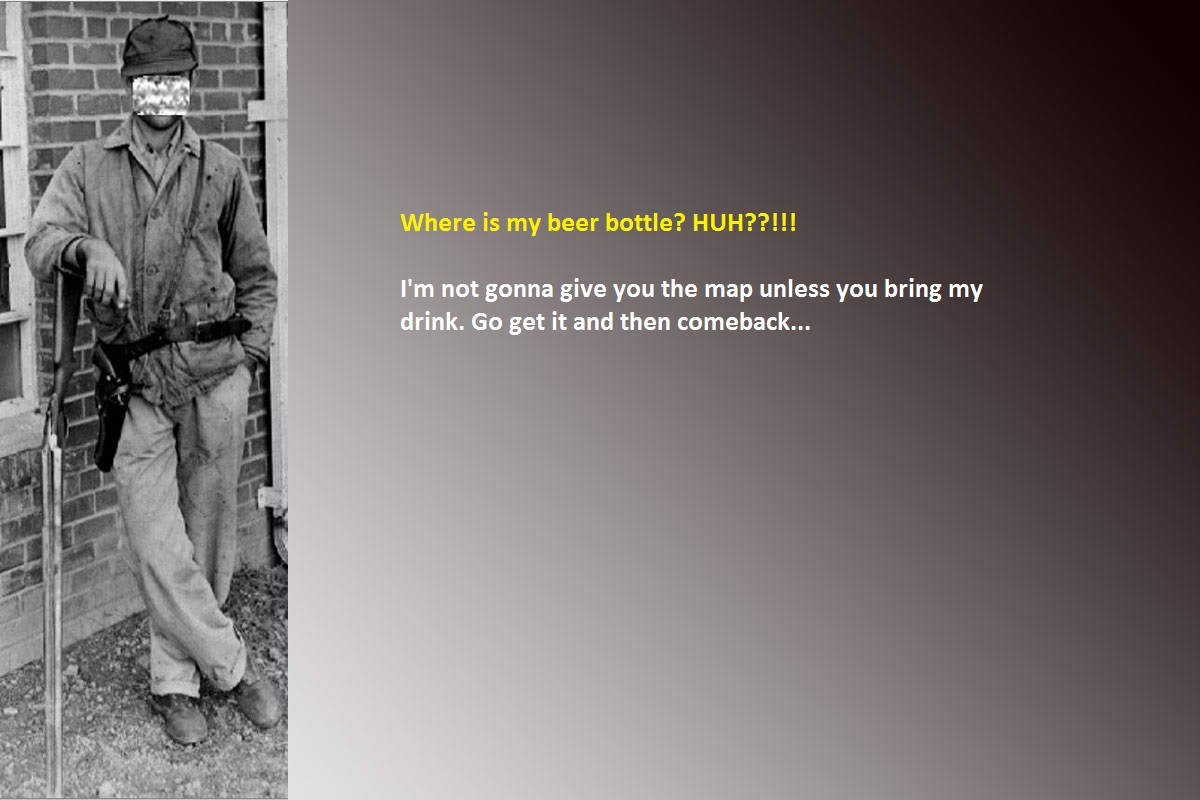 Where is my beer bottle? HUH??!!!
I'm not gonna give you the map unless you bring my
drink. Go get it and then comeback...